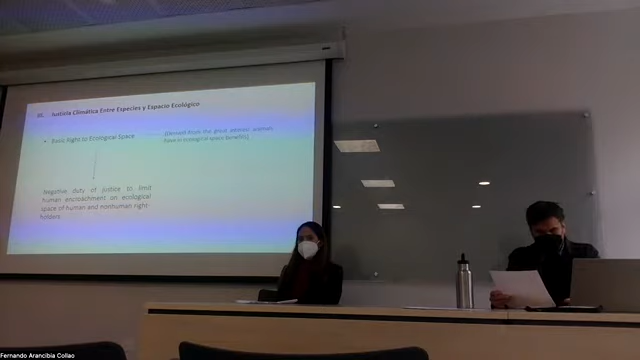 III. Justicia Climática Entre Especies y Espacio Ecológico
• Basic Right to Ecological Space
(Derived from the great interest
have in ecological space benefits)
Negative duty of justice to limit
human encroachment on ecological
space of human and nonhuman right-
holders
Fernando Arancibia Collao